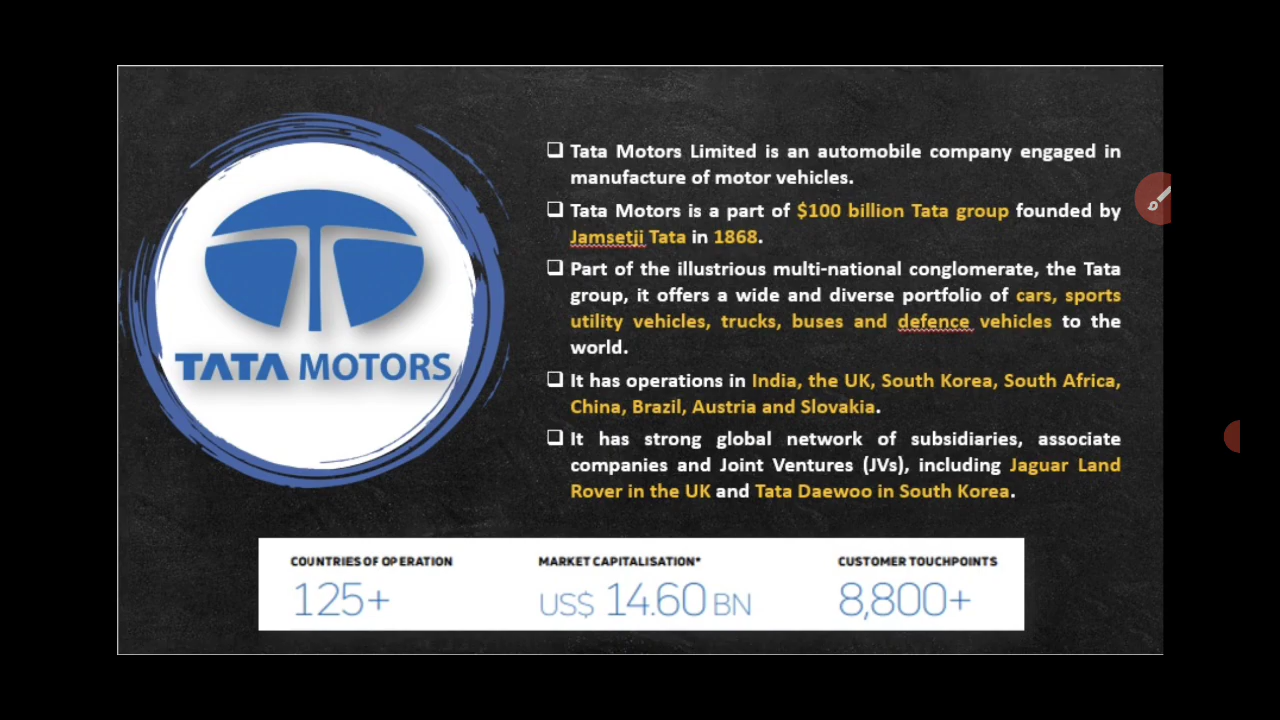 TATA MOTORS
❑ Tata Motors Limited is an automobile company engaged in
manufacture of motor vehicles.
❑ Tata Motors is a part of $100 billion Tata group founded by
Jamsetji Tata in 1868.
❑ Part of the illustrious multi-national conglomerate, the Tata
group, it offers a wide and diverse portfolio of cars, sports
utility vehicles, trucks, buses and defence vehicles to the
world.
❑ It has operations in India, the UK, South Korea, South Africa,
China, Brazil, Austria and Slovakia.
❑ It has strong global network of subsidiaries, associate
companies and Joint Ventures (JVs), including Jaguar Land
Rover in the UK and Tata Daewoo in South Korea.
COUNTRIES OF OPERATION
125+
MARKET CAPITALISATION*
US$ 14.60 BN
CUSTOMER TOUCHPOINTS
8,800+